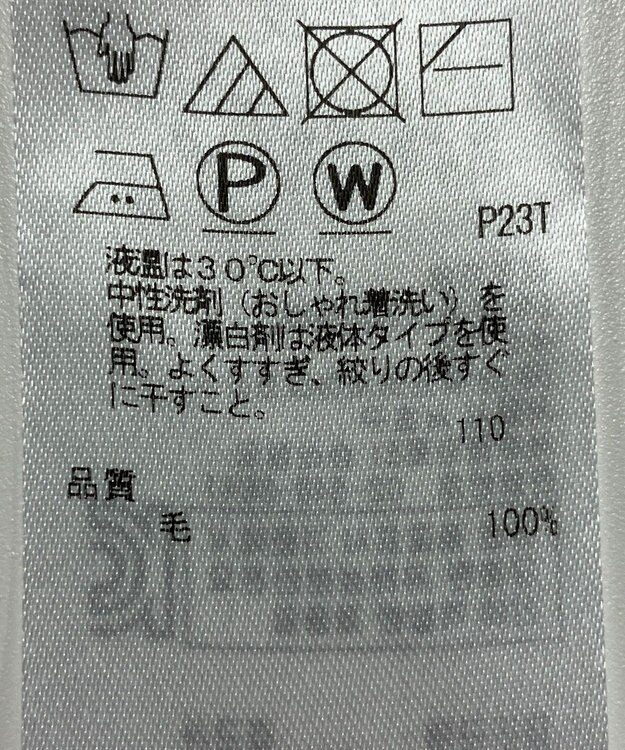 P W
P23T
液温は30℃以下。
中性洗剤（おしゃれ着洗い）を
使用。漂白剤は液体タイプを使
用。よくすすぎ、絞りの後すぐ
に干すこと。
110
品質
毛 100%